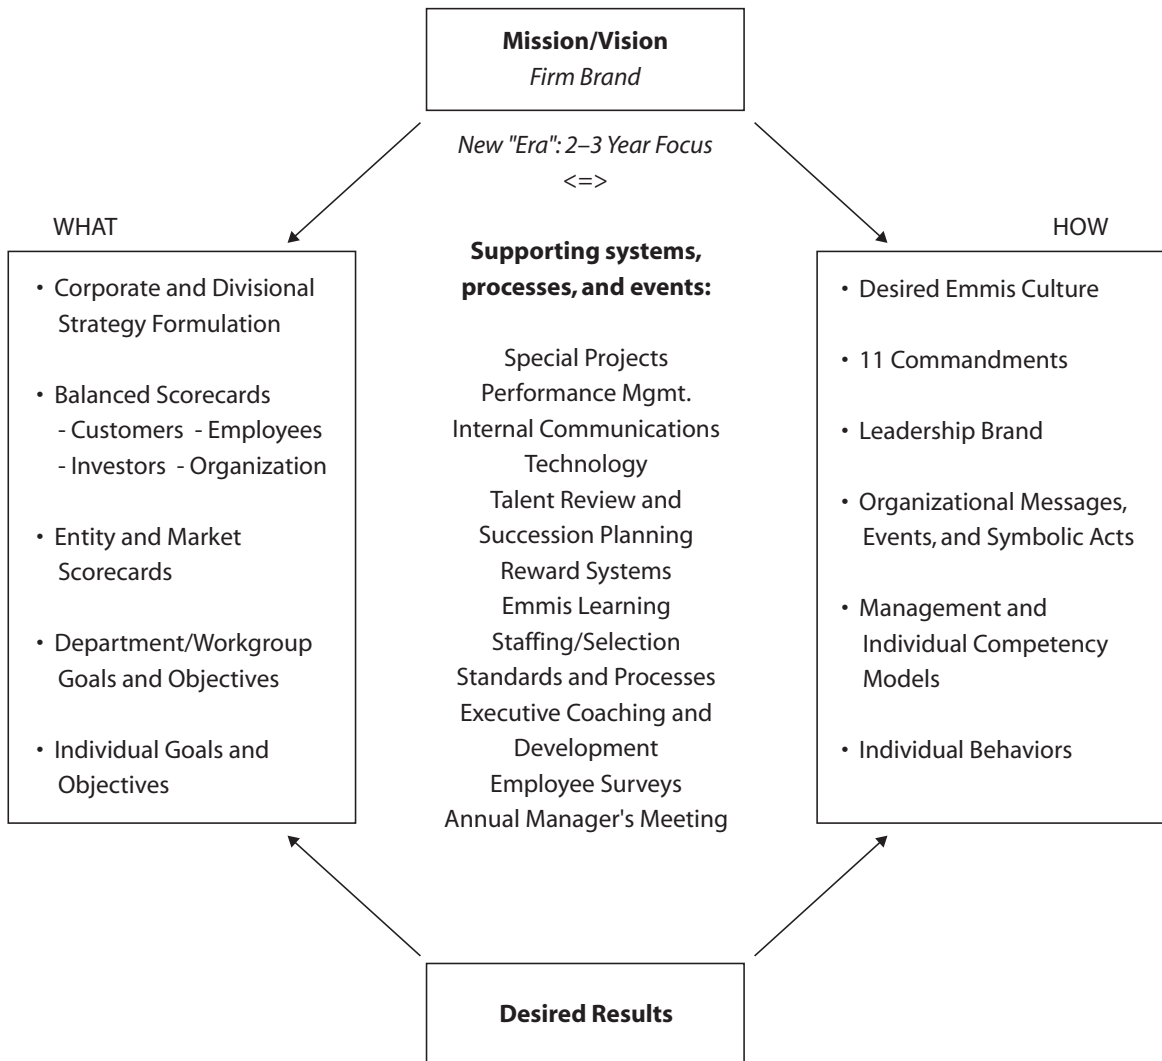 Mission/Vision
Firm Brand
New "Era": 2–3 Year Focus
<=>
WHAT
• Corporate and Divisional
Strategy Formulation
• Balanced Scorecards
- Customers - Employees
- Investors - Organization
• Entity and Market
Scorecards
• Department/Workgroup
Goals and Objectives
• Individual Goals and
Objectives
Supporting systems,
processes, and events:
Special Projects
Performance Mgmt.
Internal Communications
Technology
Talent Review and
Succession Planning
Reward Systems
Emmis Learning
Staffing/Selection
Standards and Processes
Executive Coaching and
Development
Employee Surveys
Annual Manager's Meeting
HOW
• Desired Emmis Culture
• 11 Commandments
• Leadership Brand
• Organizational Messages,
Events, and Symbolic Acts
• Management and
Individual Competency
Models
• Individual Behaviors
Desired Results